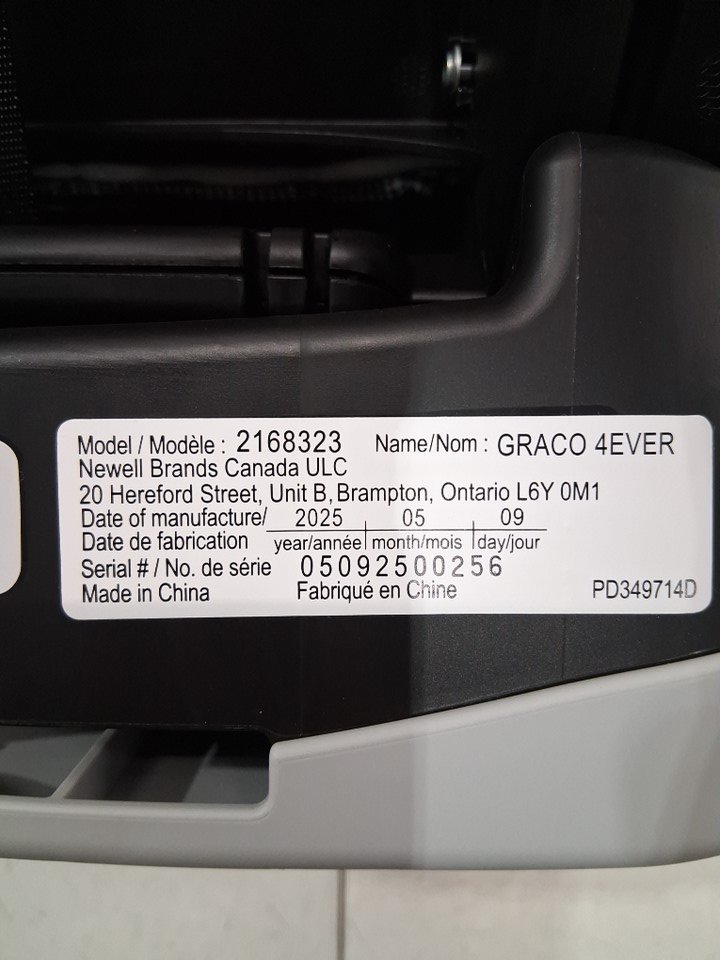 Model / Modèle : 2168323 Name/Nom : GRACO 4EVER
Newell Brands Canada ULC
20 Hereford Street, Unit B, Brampton, Ontario L6Y 0M1
Date of manufacture/ 2025 05 09
Date de fabrication year/année month/mois day/jour
Serial # / No. de série 05092500256
Made in China Fabriqué en Chine PD349714D